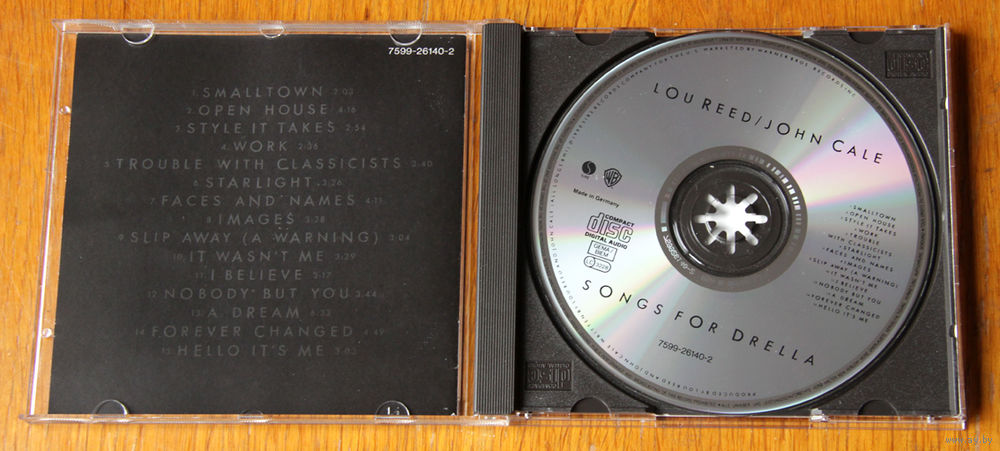 7599-26140-2
1. SMALLTOWN 2:03
2. OPEN HOUSE 4:16
3. STYLE IT TAKES 2:54
4. WORK 2:36
5. TROUBLE WITH CLASSICISTS 2:40
6. STARLIGHT 3:26
7. FACES AND NAMES 4:11
8. IMAGES 3:28
SLIP AWAY (A WARNING) 3:04
10. IT WASN'T ME 3:29
11. I BELIEVE 3:17
12. NOBODY BUT YOU 3:44
13. A DREAM 6:33
14. FOREVER CHANGED 4:49
15. HELLO IT'S ME 3:03
LOU REED/JOHN CALE
Made in Germany
COMPACT
disc
DIGITAL AUDIO
GEMA/
BIEM
LC 3228
SMALLTOWN
OPEN HOUSE
STYLE IT TAKES
WORK
TROUBLE
WITH CLASSICISTS
STARLIGHT
FACES AND NAMES
IMAGES
SLIP AWAY (A WARNING)
IT WASN'T ME
I BELIEVE
NOBODY BUT YOU
A DREAM
FOREVER CHANGED
HELLO IT'S ME
SONGS FOR DRELLA
7599-26140-2